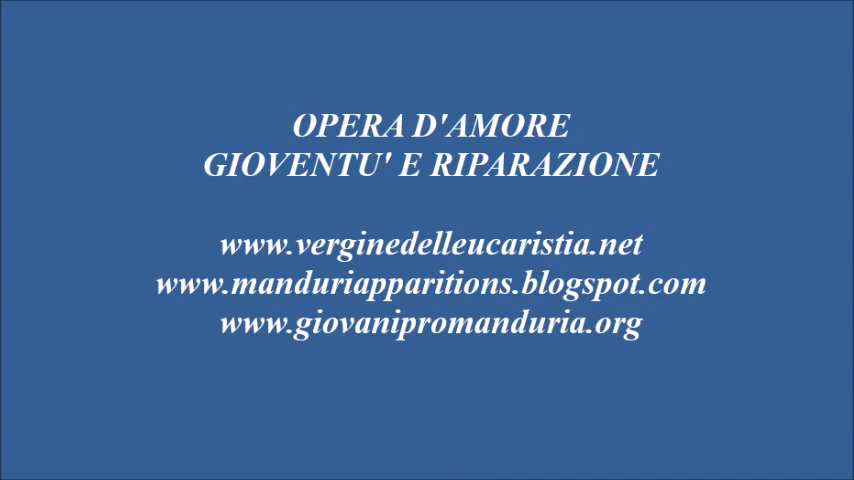 OPERA D'AMORE
GIOVENTU' E RIPARAZIONE
www.verginedelleucaristia.net
www.manduriapparitions.blogspot.com
www.giovanipromanduria.org